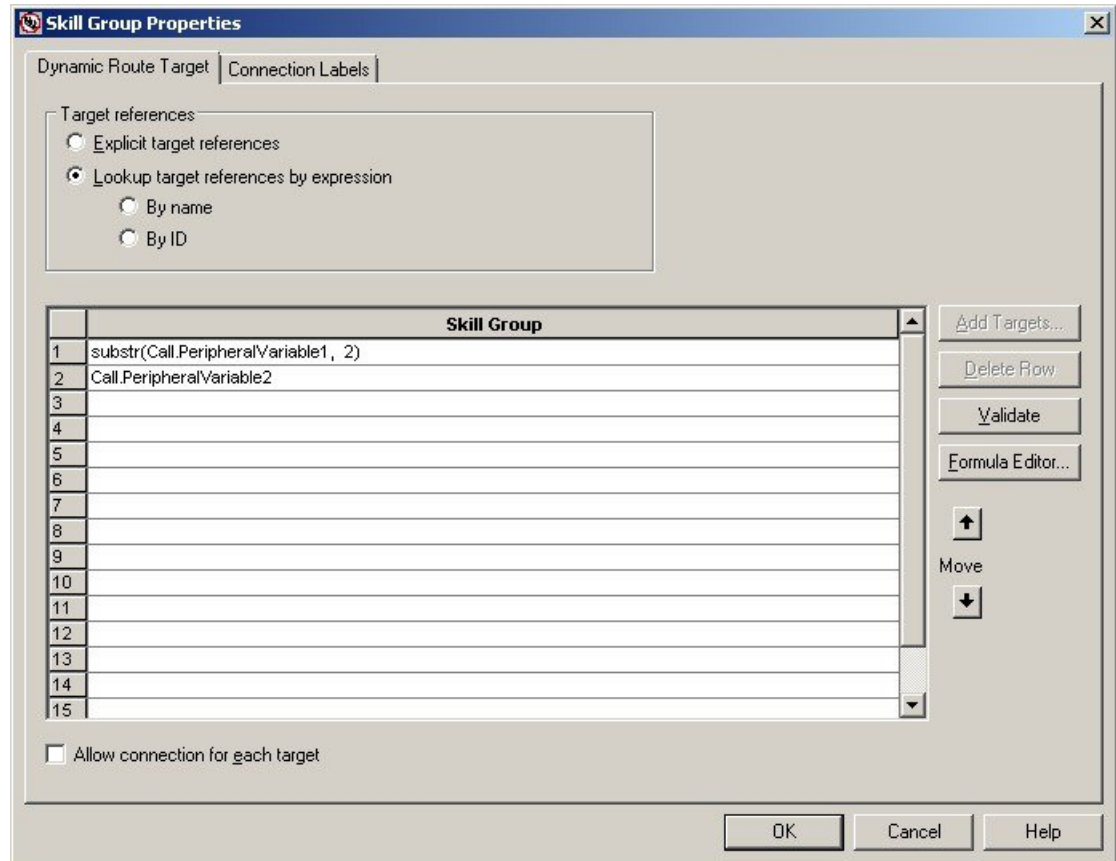 Skill Group Properties
Dynamic Route Target
Connection Labels
Target references
Explicit target references
Lookup target references by expression
By name
By ID
Skill Group
Add Targets...
1 substr(Call.PeripheralVariable1, 2)
2 Call.PeripheralVariable2
Delete Row
3
4
Validate
5
Formula Editor...
6
7
8
9
Move
10
11
12
13
14
15
Allow connection for each target
OK
Cancel
Help